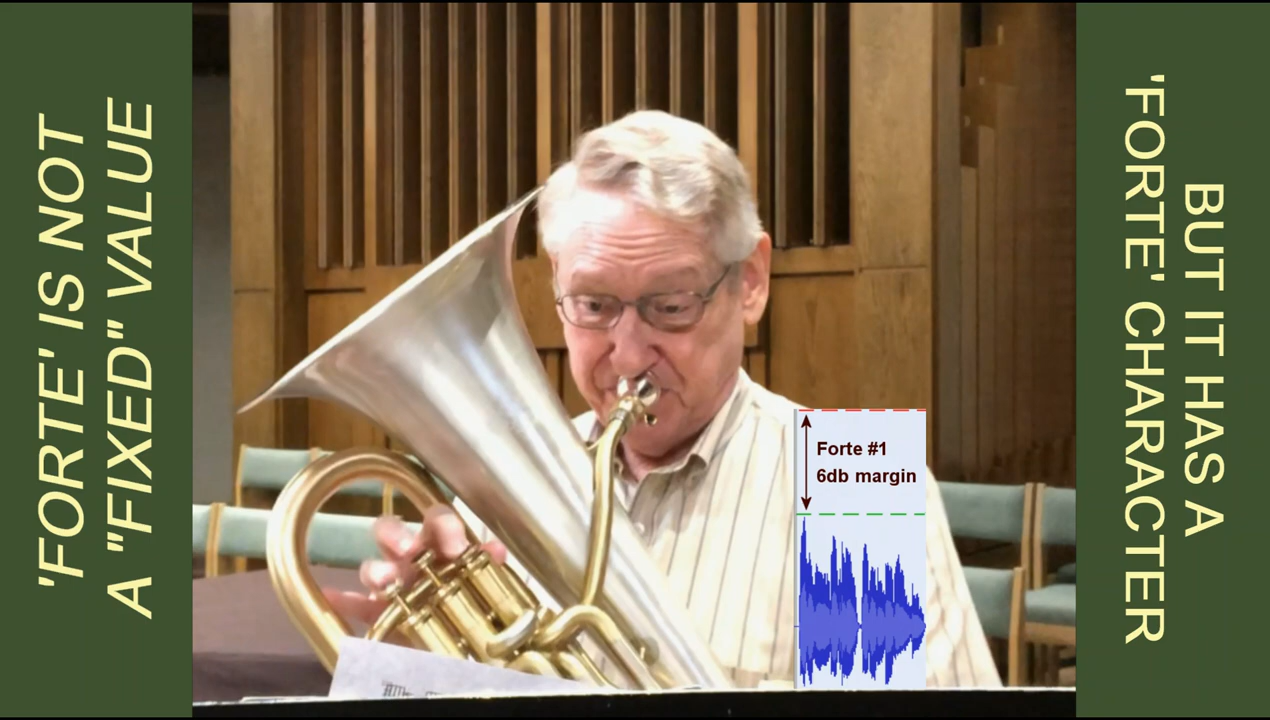 'FORTE' IS NOT
A "FIXED" VALUE
Forte #1
6db margin
BUT IT HAS A
'FORTE' CHARACTER